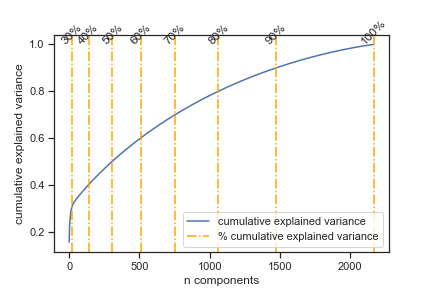 30% 40% 50% 60% 70% 80% 90% 100%
1.0
0.8
0.6
0.4
0.2
cumulative explained variance
cumulative explained variance
% cumulative explained variance
0 500 1000 1500 2000
n components